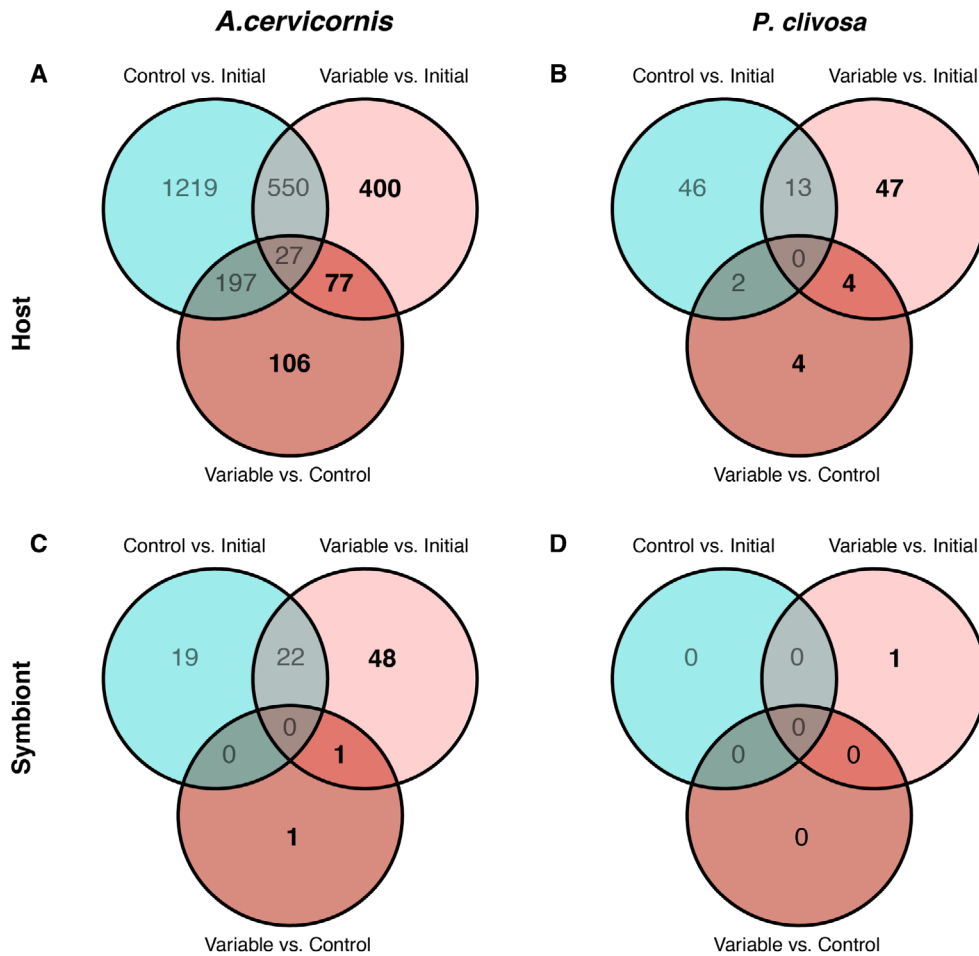 A.cervicornis P. clivosa
A Control vs. Initial Variable vs. Initial B Control vs. Initial Variable vs. Initial
1219 550 400 46 13 47
27 0
197 77 2 4
Host
106 4
Variable vs. Control Variable vs. Control
C Control vs. Initial Variable vs. Initial D Control vs. Initial Variable vs. Initial
19 22 48 0 0 1
0 0
0 1 0 0
Symbiont
1 0
Variable vs. Control Variable vs. Control